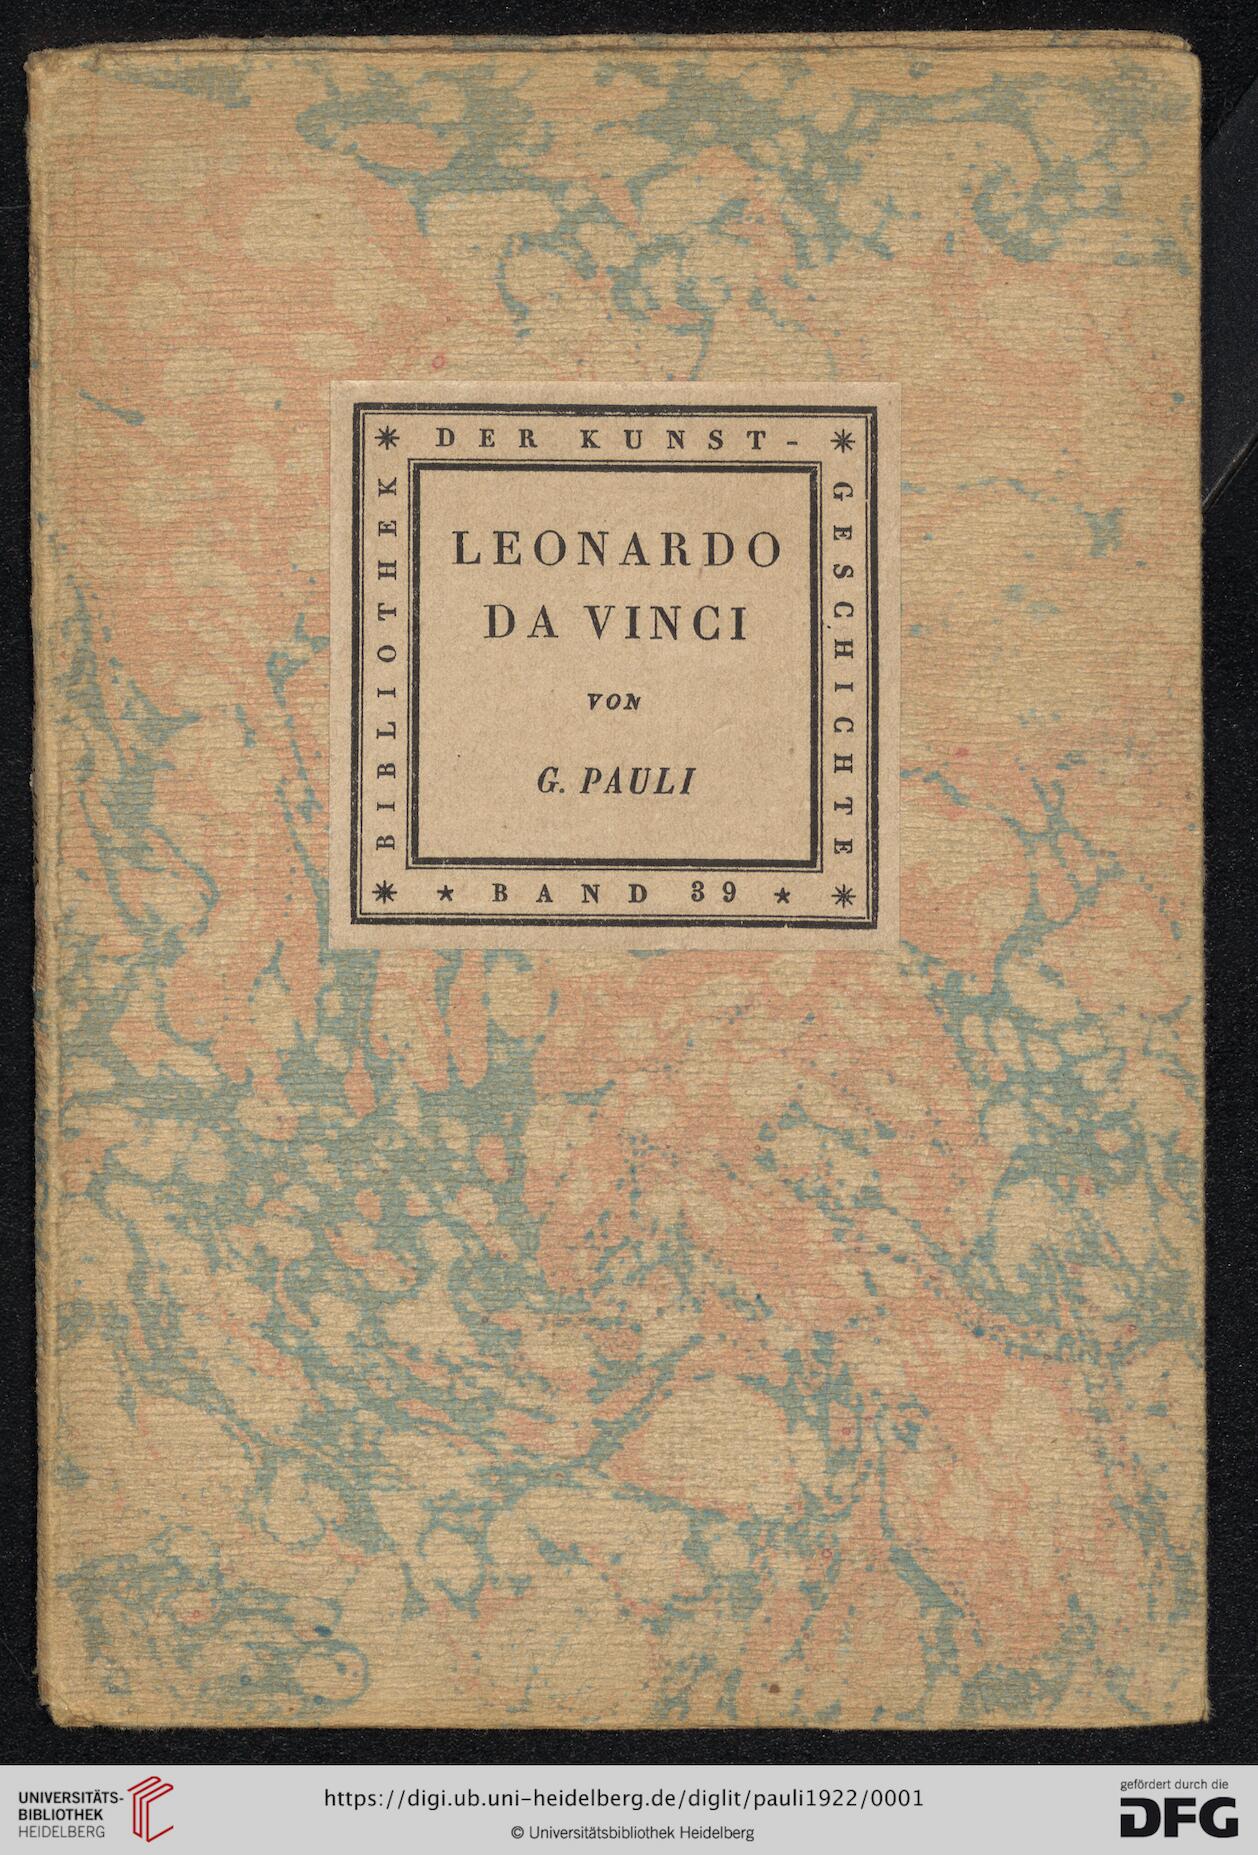 BIBLIOTHEK
* DER KUNST- *
GESCHICHTE
LEONARDO
DA VINCI
VON
G. PAULI
* ★ BAND 39 ★ *
UNIVERSITÄTS-
BIBLIOTHEK
HEIDELBERG
https://digi.ub.uni-heidelberg.de/diglit/pauli1922/0001
© Universitätsbibliothek Heidelberg
gefördert durch die
DFG